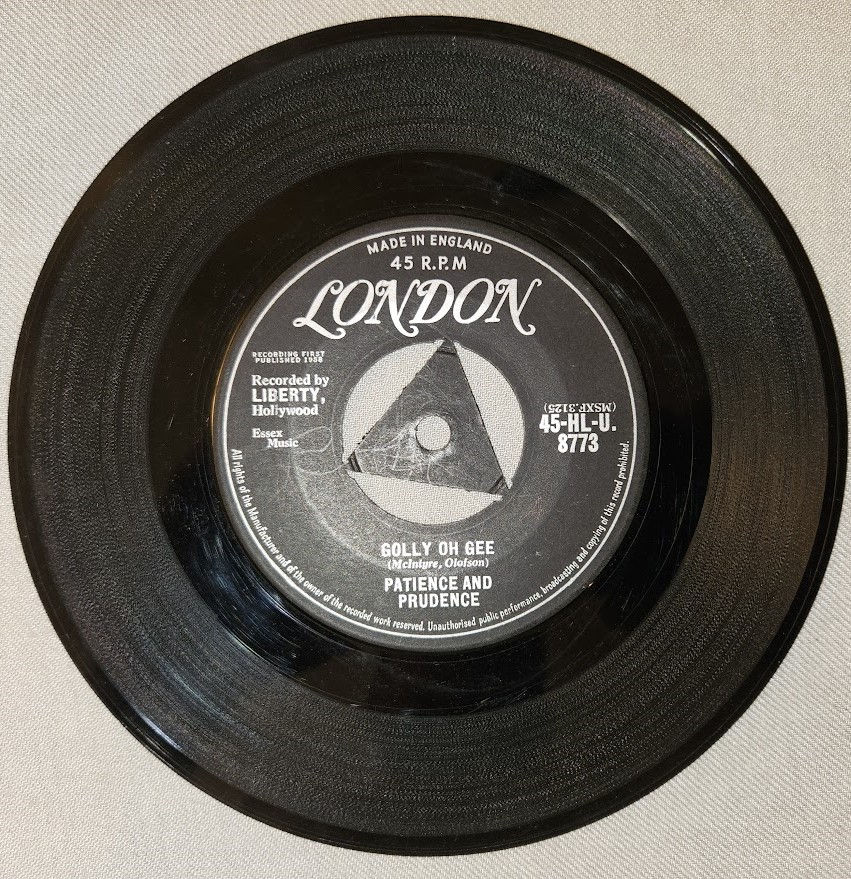 MADE IN ENGLAND
45 R.P.M
LONDON
RECORDING FIRST
PUBLISHED 1958
Recorded by
LIBERTY,
Hollywood
Essex
Music
(MSXP.3125)
45-HL-U.
8773
GOLLY OH GEE
(McIntyre, Olofson)
PATIENCE AND
PRUDENCE
All rights of the Manufacturer and of the owner of the recorded work reserved. Unauthorised public performance, broadcasting and copying of this record prohibited.